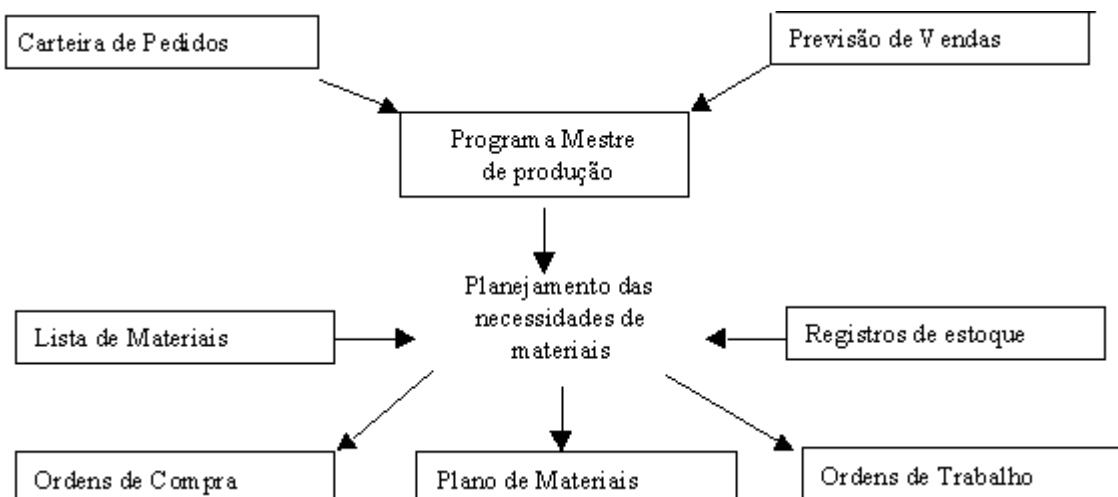 Carteira de Pedidos
Previsão de Vendas
Programa Mestre
de produção
Planejamento das
necessidades de
materiais
Lista de Materiais
Registros de estoque
Ordens de Compra
Plano de Materiais
Ordens de Trabalho